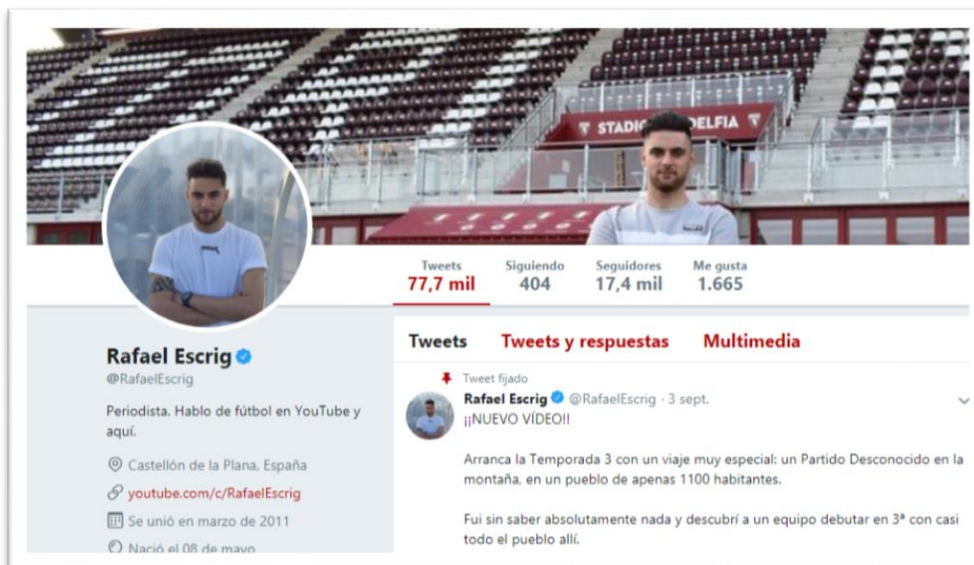 STADIO DELFIA
Tweets Siguiendo Seguidores Me gusta
77,7 mil 404 17,4 mil 1.665
Rafael Escrig
@RafaelEscrig
Periodista. Hablo de fútbol en YouTube y
aquí.
Castellón de la Plana, España
youtube.com/c/RafaelEscrig
Se unió en marzo de 2011
Nació el 08 de mayo
Tweets Tweets y respuestas Multimedia
Tweet fijado
Rafael Escrig @RafaelEscrig · 3 sept.
¡¡NUEVO VÍDEO!!
Arranca la Temporada 3 con un viaje muy especial: un Partido Desconocido en la
montaña, en un pueblo de apenas 1100 habitantes.
Fui sin saber absolutamente nada y descubrí a un equipo debutar en 3ª con casi
todo el pueblo allí.